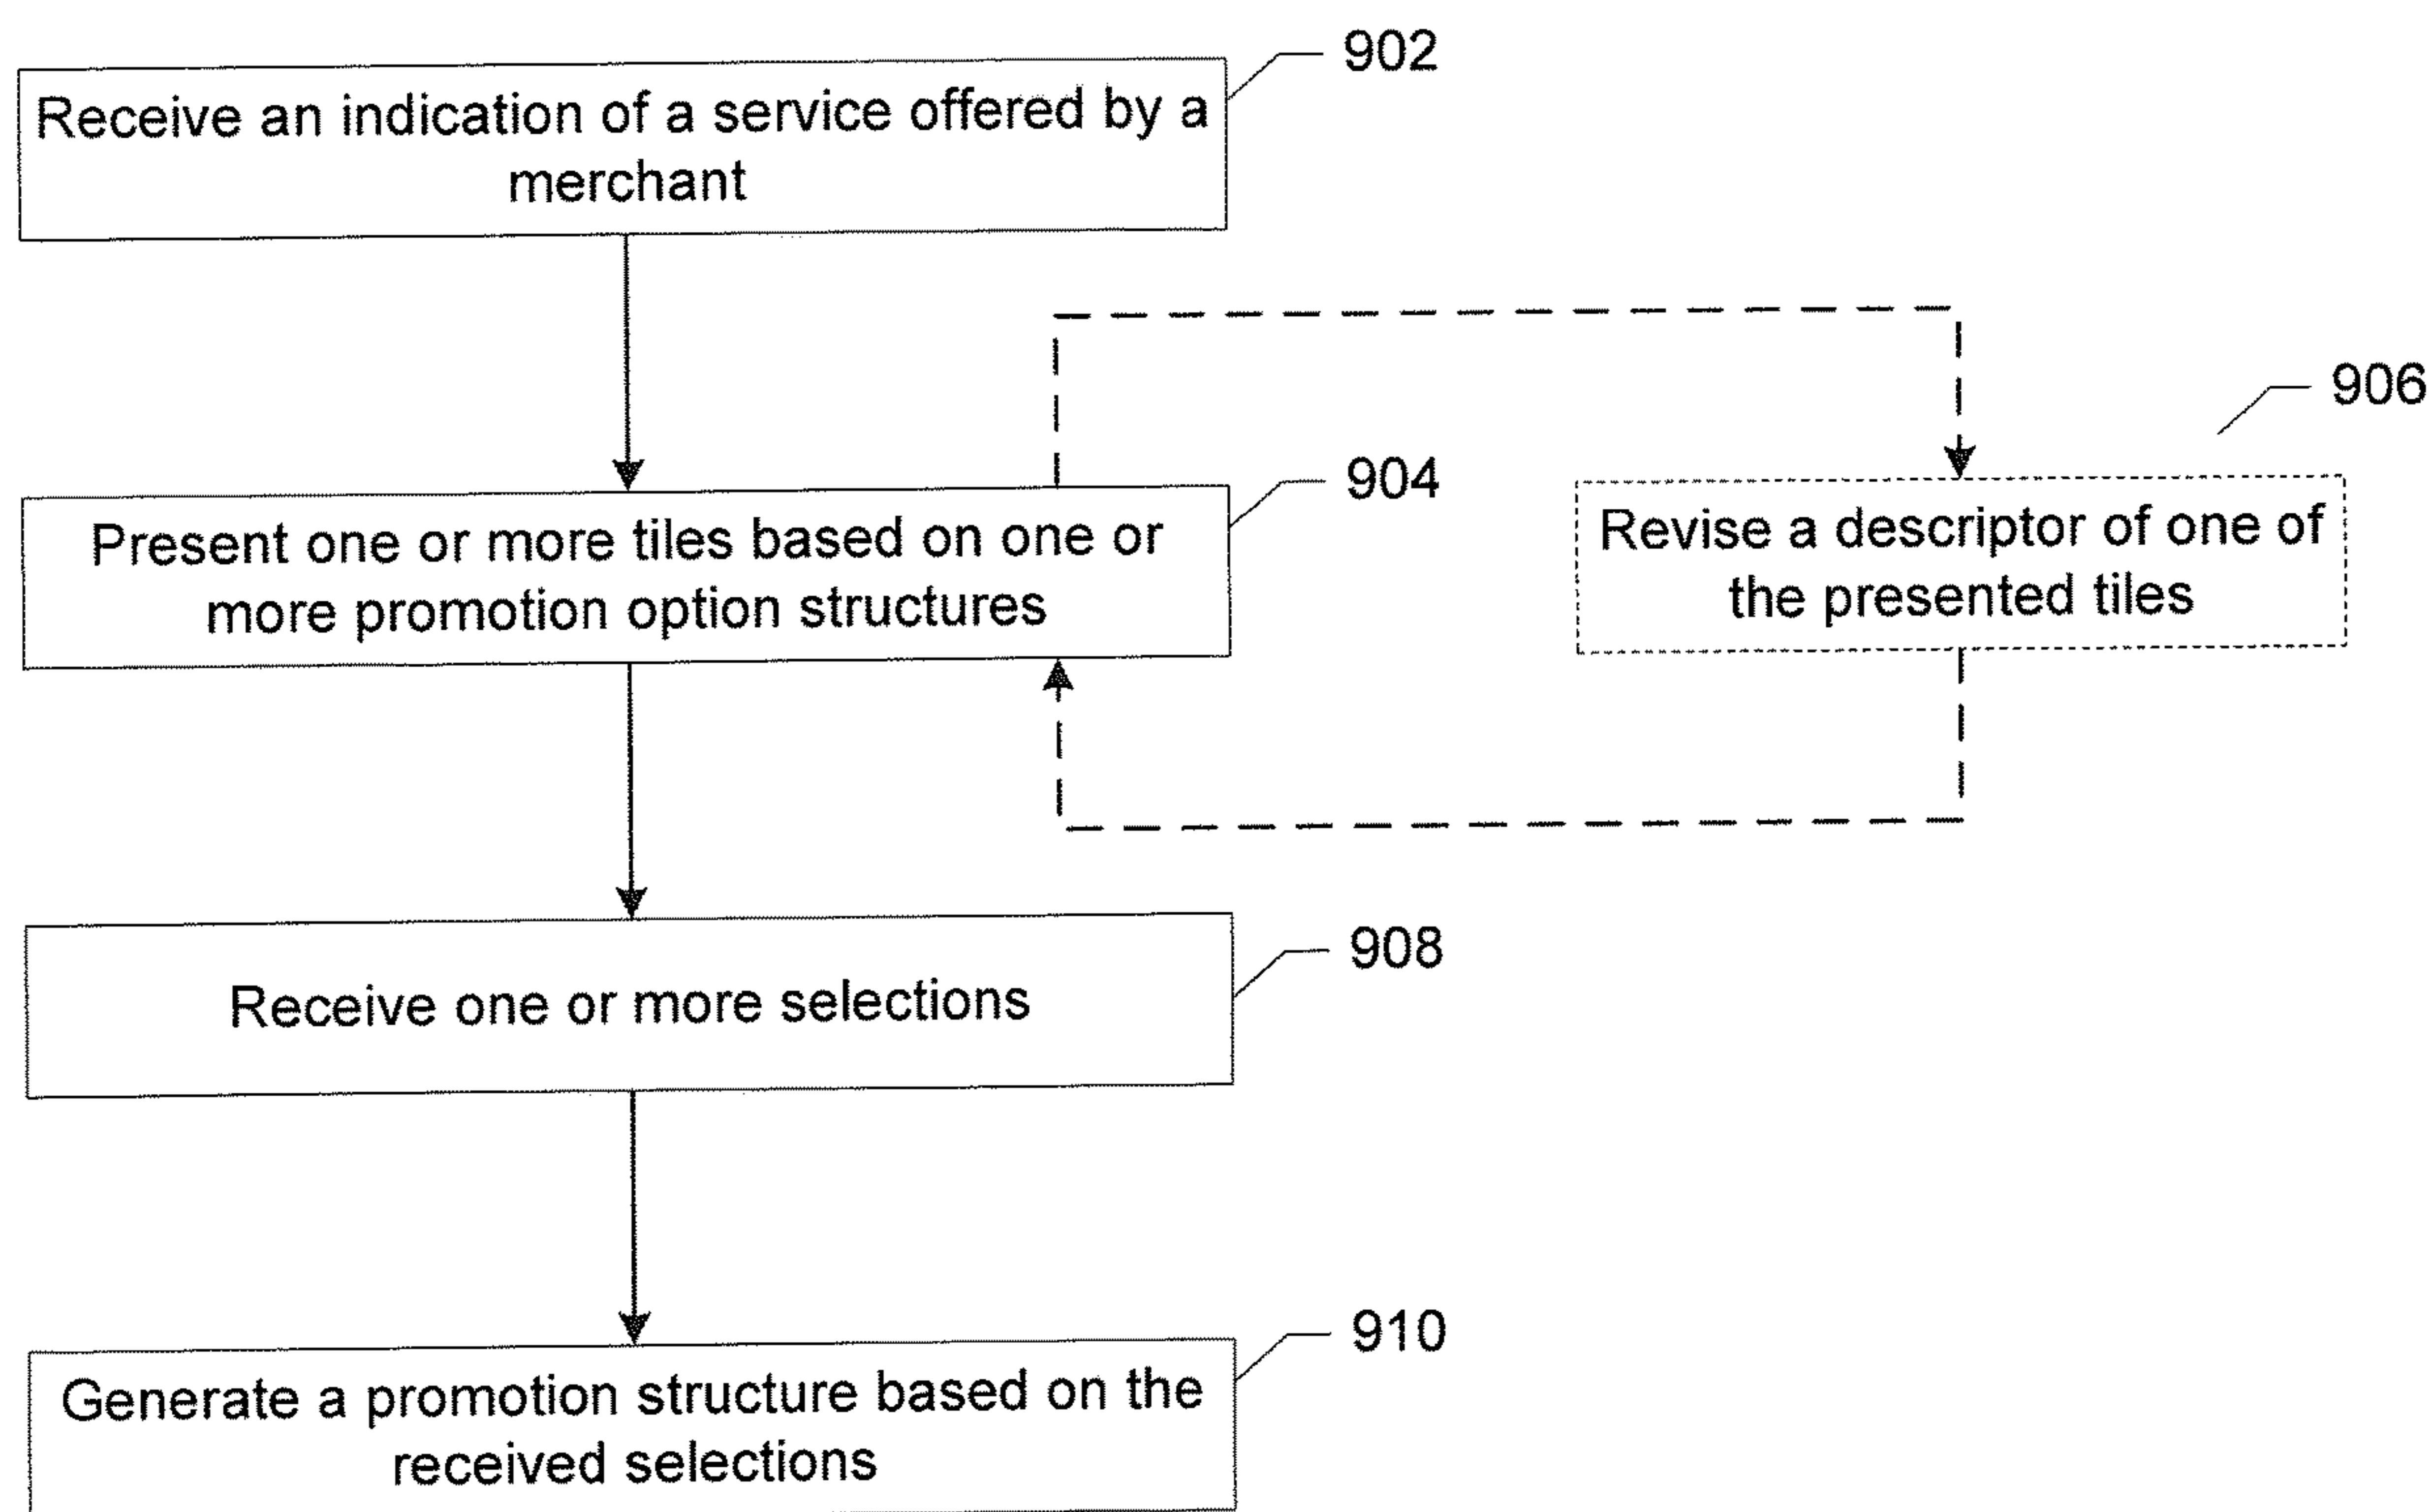 902
Receive an indication of a service offered by a
merchant
906
904
Present one or more tiles based on one or
more promotion option structures
Revise a descriptor of one of
the presented tiles
908
Receive one or more selections
910
Generate a promotion structure based on the
received selections